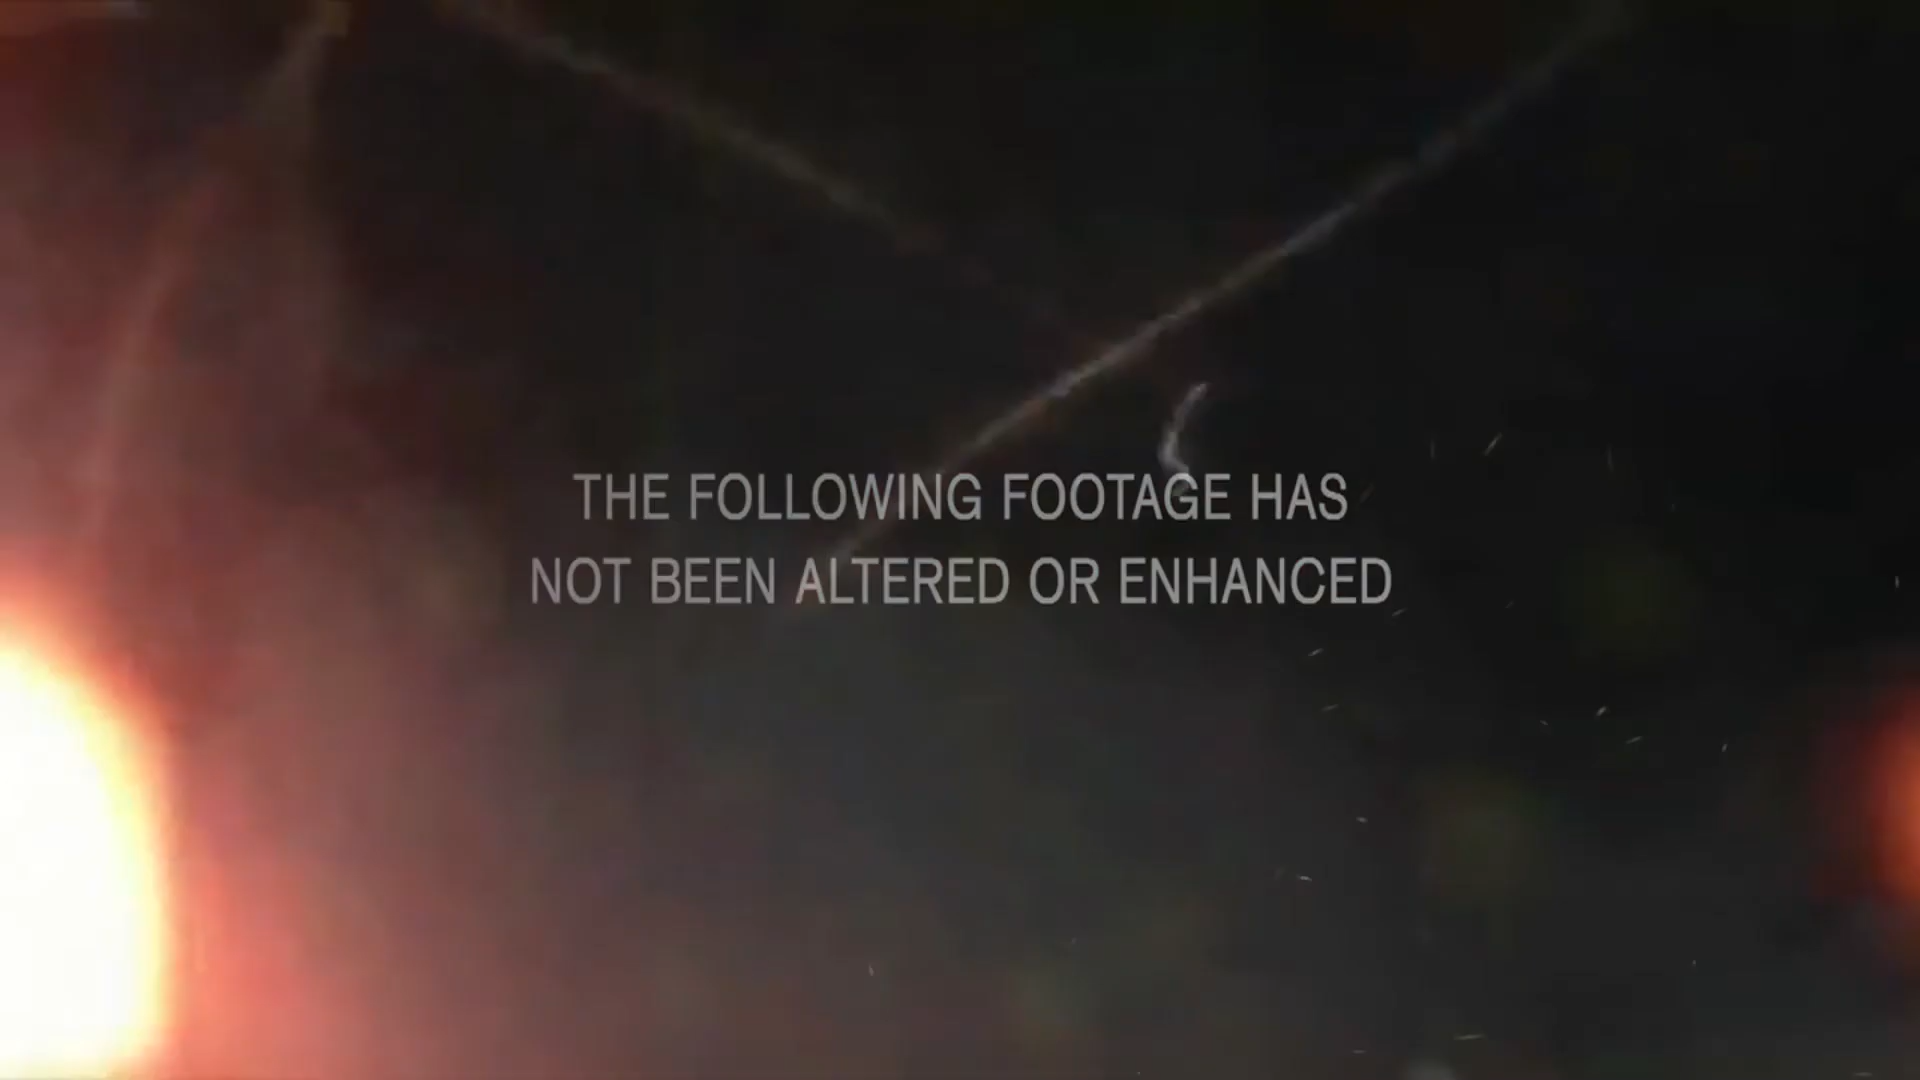 THE FOLLOWING FOOTAGE HAS
NOT BEEN ALTERED OR ENHANCED